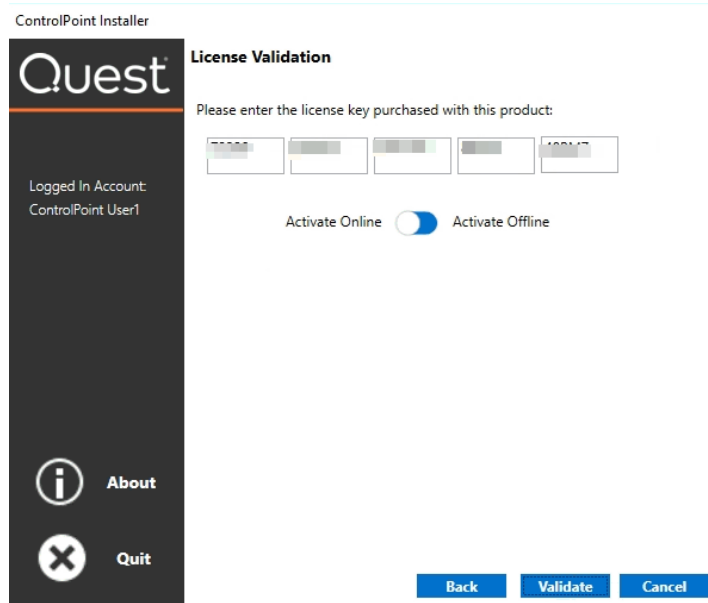 ControlPoint Installer
Quest
License Validation
Please enter the license key purchased with this product:
Logged In Account:
ControlPoint User1
Activate Online
Activate Offline
About
Quit
Back
Validate
Cancel